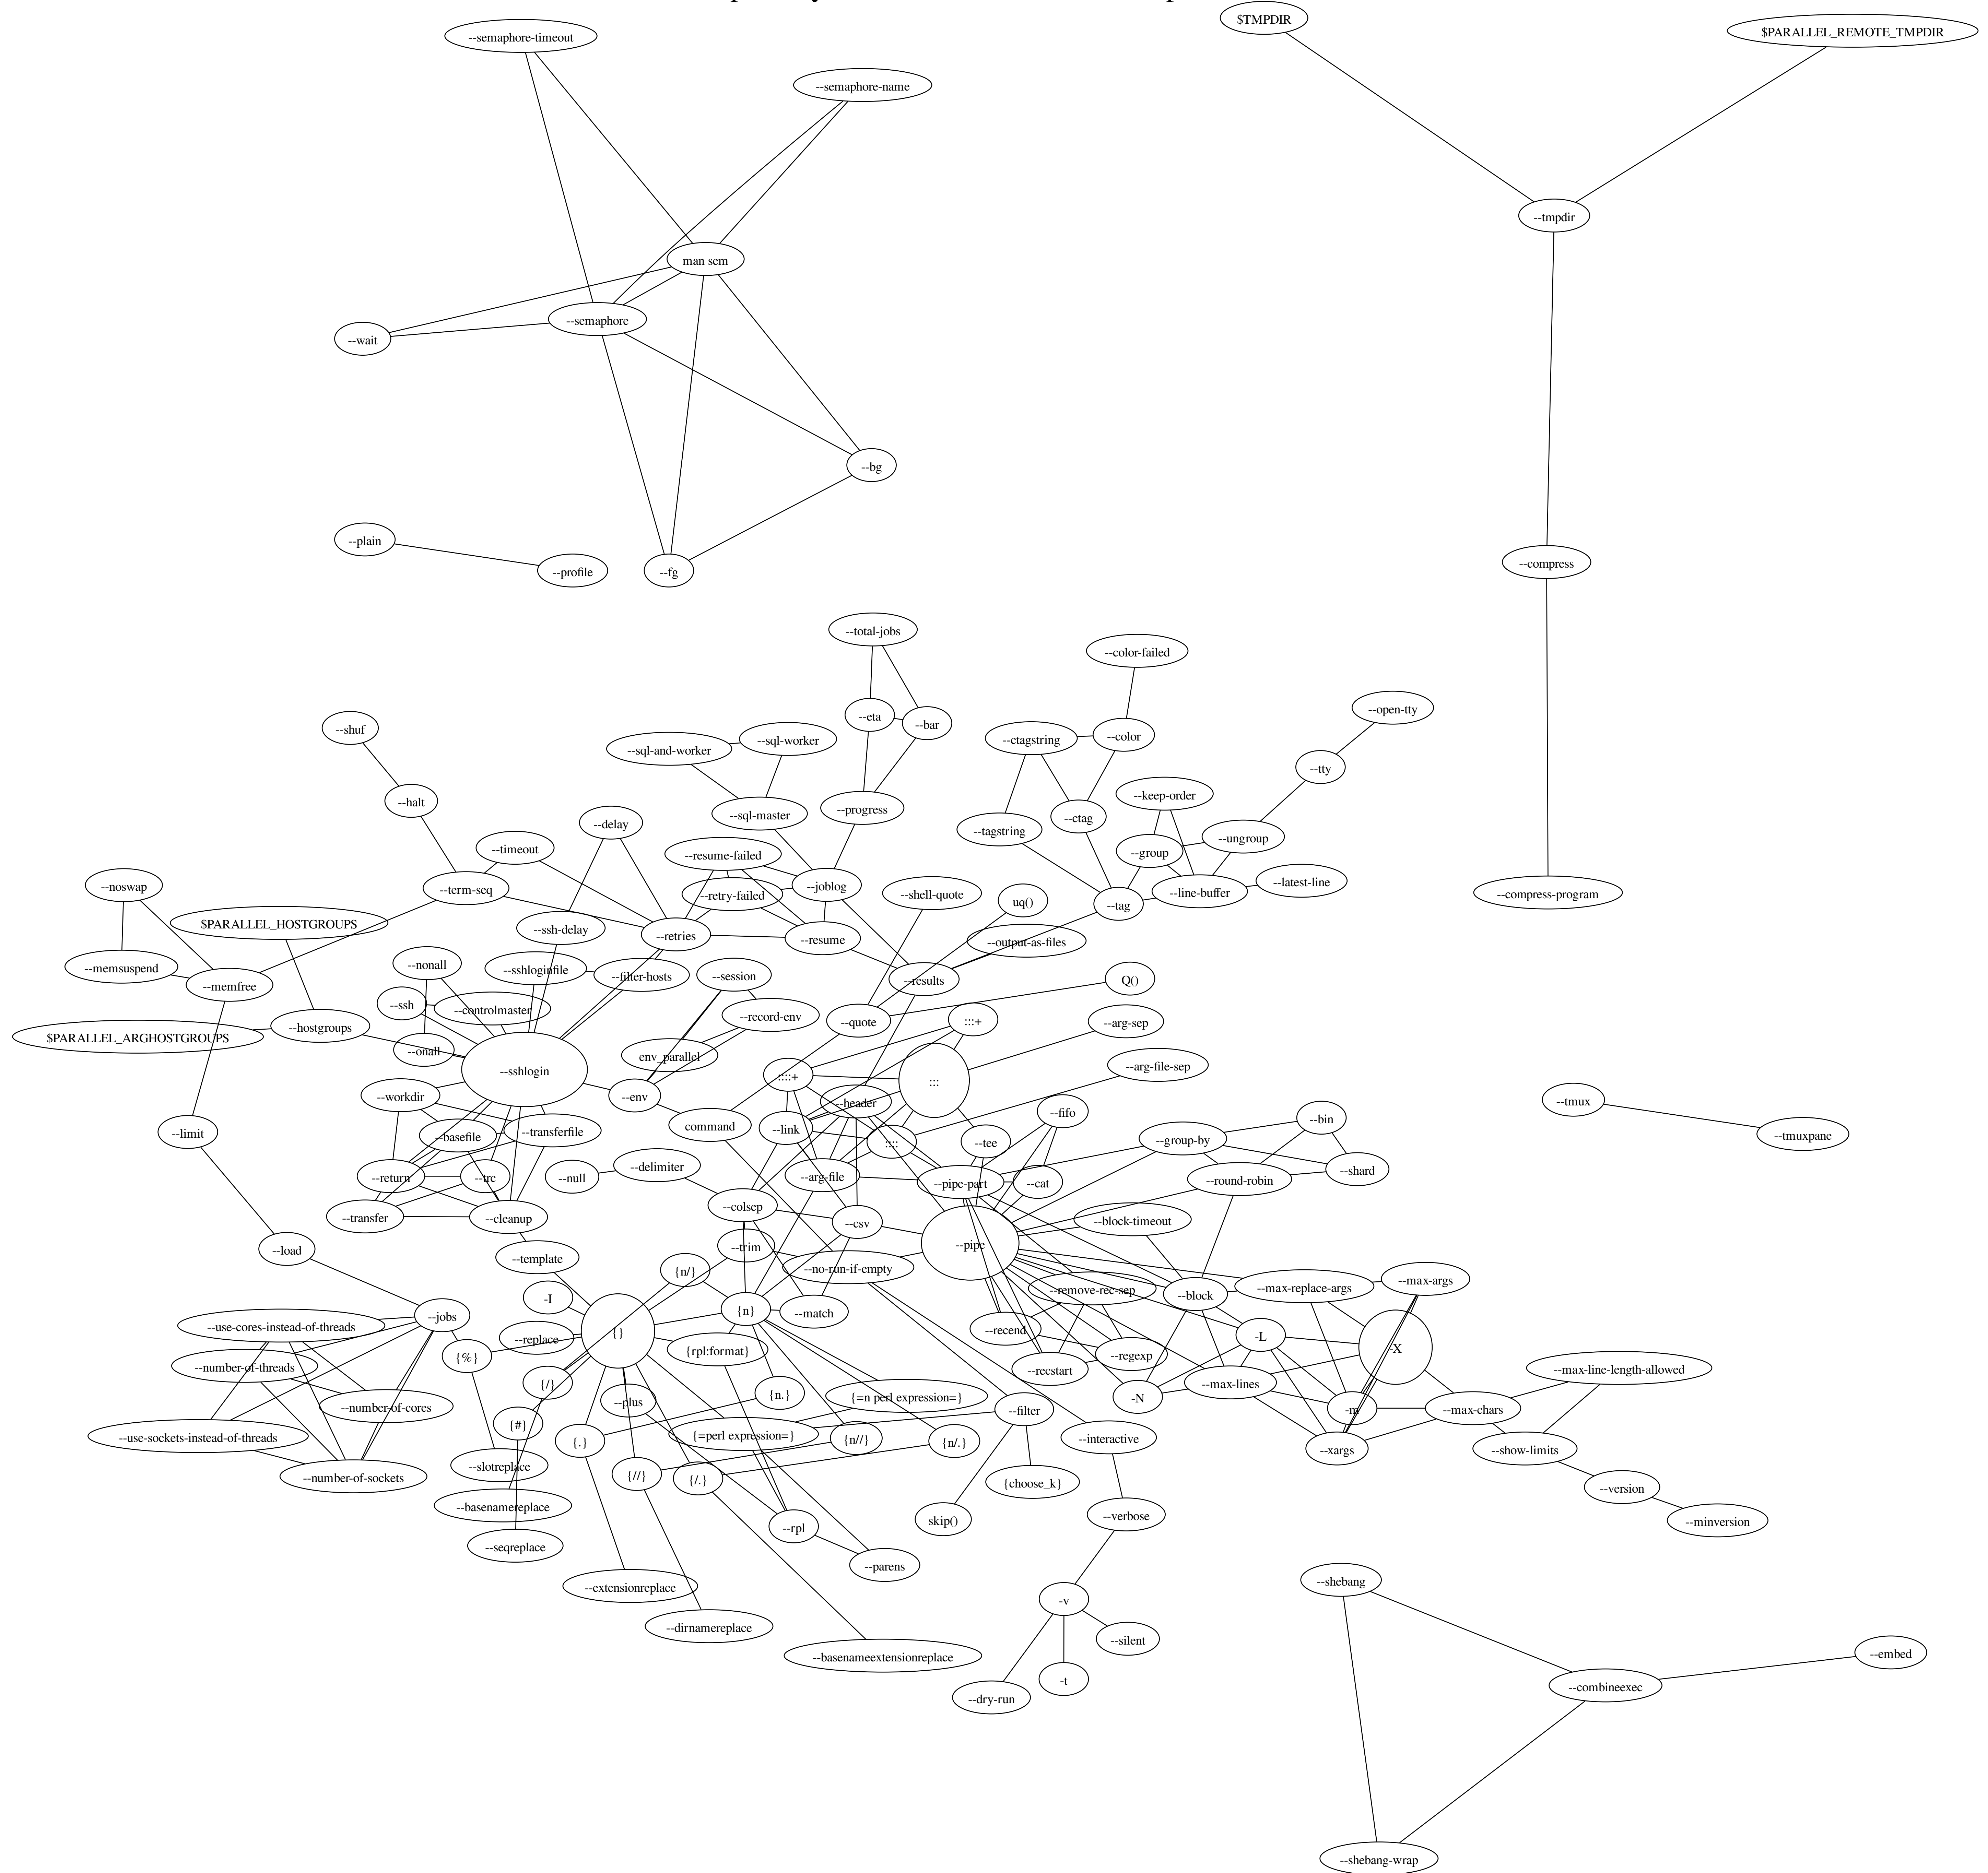 $TMPDIR
$PARALLEL_REMOTE_TMPDIR
--semaphore-timeout
--semaphore-name
--tmpdir
man sem
--semaphore
--wait
--bg
--plain
--profile
--fg
--compress
--total-jobs
--color-failed
--open-tty
--shuf
--eta
--bar
--sql-and-worker
--sql-worker
--ctagstring
--color
--tty
--halt
--keep-order
--progress
--sql-master
--delay
--tagstring
--ctag
--ungroup
--timeout
--resume-failed
--group
--noswap
--term-seq
--retry-failed
--joblog
--shell-quote
--line-buffer
--latest-line
--compress-program
uq()
--tag
$PARALLEL_HOSTGROUPS
--ssh-delay
--retries
--resume
--output-as-files
--memsuspend
--nonall
--sshloginfile
--filter-hosts
--session
--results
Q()
--memfree
--ssh
--controlmaster
--record-env
--quote
:::+
--arg-sep
--hostgroups
$PARALLEL_ARGHOSTGROUPS
--onall
env_parallel
--sshlogin
::::+
:::
--arg-file-sep
--workdir
--env
--header
--fifo
--tmux
--limit
--basefile
--transferfile
command
--link
::::
--tee
--group-by
--bin
--tmuxpane
--return
--trc
--null
--delimiter
--arg-file
--pipe-part
--cat
--round-robin
--shard
--transfer
--cleanup
--colsep
--csv
--block-timeout
--load
--template
--trim
--pipe
{n/}
--no-run-if-empty
--remove-rec-sep
--block
--max-replace-args
--max-args
-I
--jobs
{n}
--match
--use-cores-instead-of-threads
--replace
{}
--recend
-L
-X
{%}
{rpl:format}
--regexp
--number-of-threads
--recstart
--max-line-length-allowed
{/}
{n.}
{=n perl expression=}
-N
--max-lines
--number-of-cores
--plus
-m
--max-chars
{#}
--filter
--use-sockets-instead-of-threads
{.}
{=perl expression=}
{n//}
{n/.}
--interactive
--xargs
--show-limits
--number-of-sockets
--slotreplace
{//}
{/.}
{choose_k}
--version
--basenamereplace
skip()
--verbose
--minversion
--rpl
--seqreplace
--parens
--extensionreplace
--shebang
-v
--dirnamereplace
--silent
--basenameextensionreplace
--embed
-t
--combineexec
--dry-run
--shebang-wrap